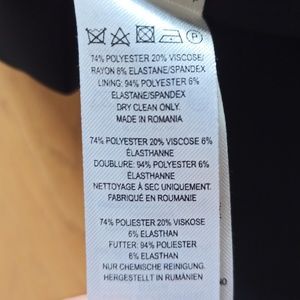 74% POLYESTER 20% VISCOSE/
RAYON 6% ELASTANE/SPANDEX
LINING: 94% POLYESTER 6%
ELASTANE/SPANDEX
DRY CLEAN ONLY.
MADE IN ROMANIA
74% POLYESTER 20% VISCOSE 6%
ELASTHANNE
DOUBLURE: 94% POLYESTER 6%
ELASTHANNE
NETTOYAGE À SEC UNIQUEMENT.
FABRIQUÉ EN ROUMANIE
74% POLIESTER 20% VISKOSE
6% ELASTHAN
FUTTER: 94% POLIESTER
6% ELASTHAN
NUR CHEMISCHE REINIGUNG.
HERGESTELLT IN RUMÄNIEN